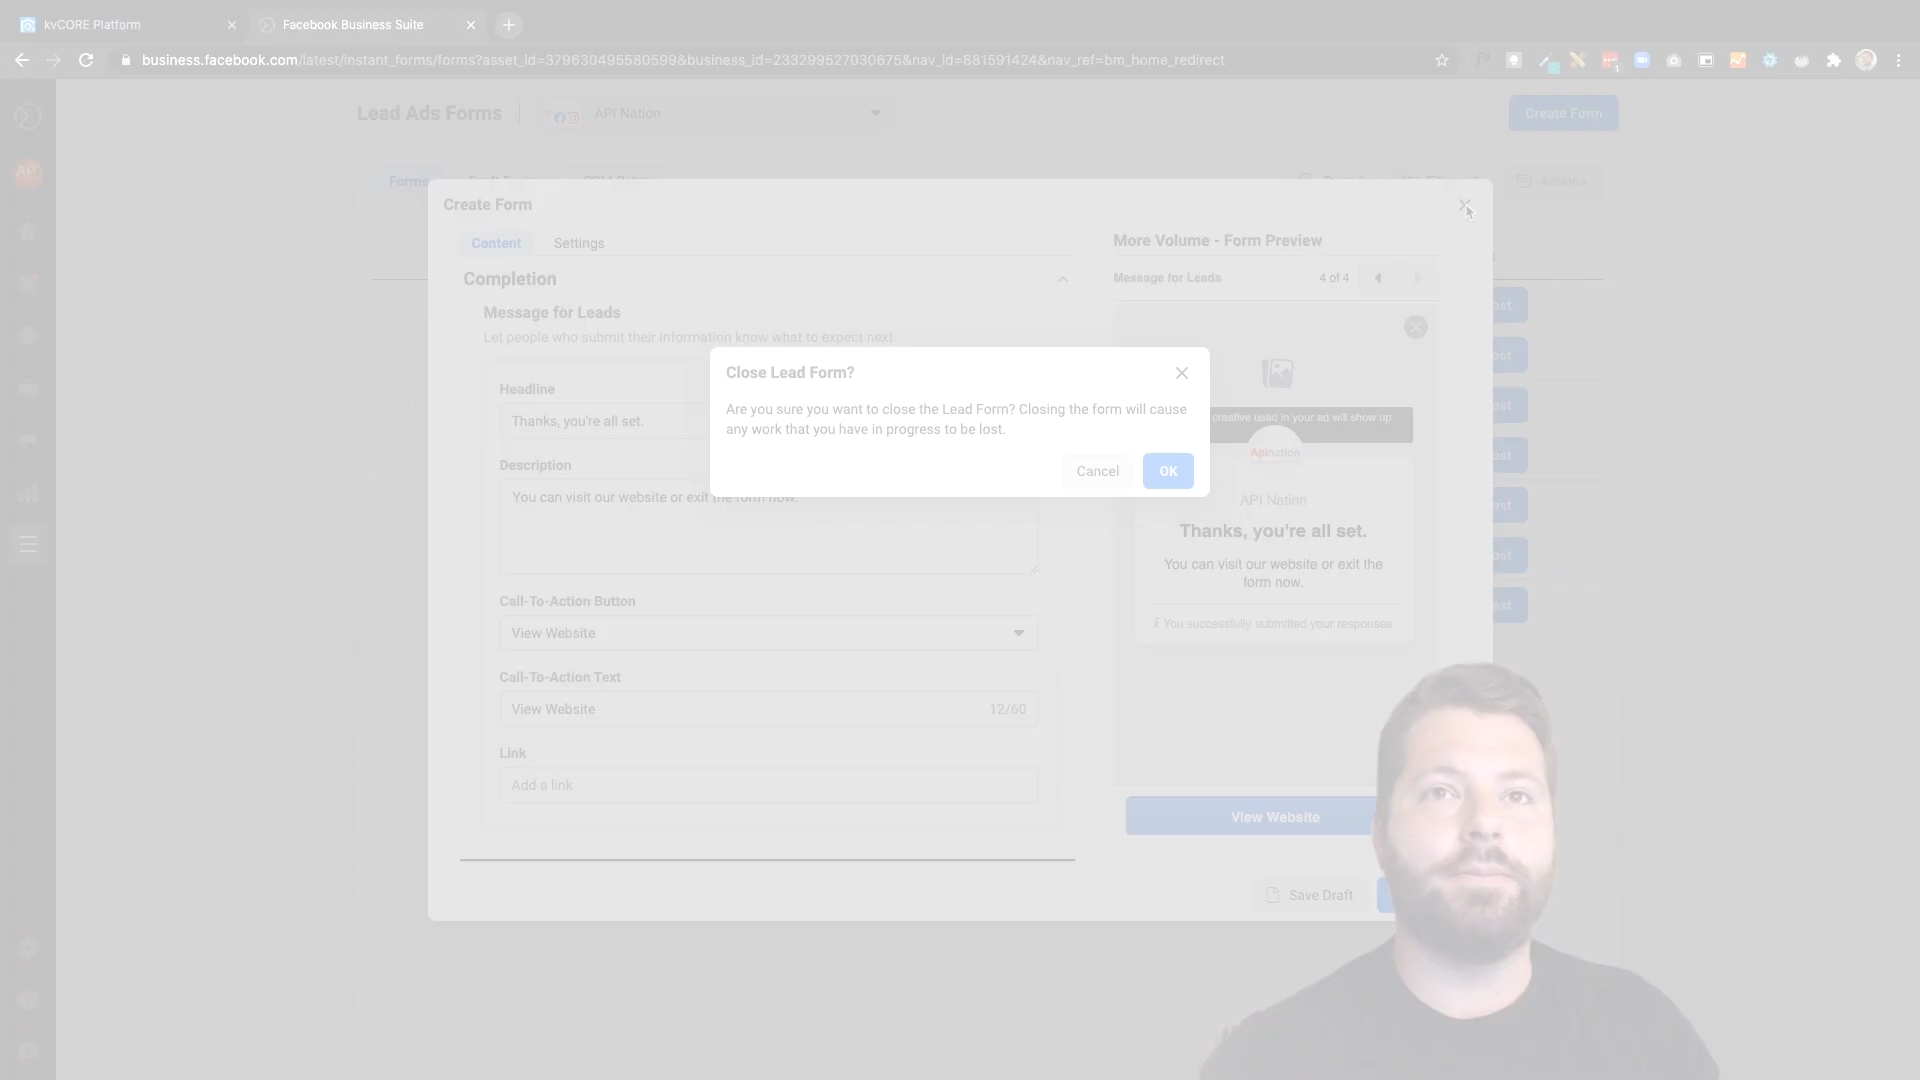 kvCORE Platform
Facebook Business Suite
business.facebook.com/latest/instant_forms/forms?asset_id=379630495580599&business_id=233299527030675&nav_id=881591424&nav_ref=bm_home_redirect
Lead Ads Forms
API Nation
Create Form
Forms
Actions
Create Form
Content
Settings
More Volume - Form Preview
Completion
Message for Leads
4 of 4
Message for Leads
Let people who submit their information know what to expect next
Close Lead Form?
Are you sure you want to close the Lead Form? Closing the form will cause
any work that you have in progress to be lost.
Cancel
OK
Headline
Thanks, you're all set.
creative used in your ad will show up
Apination
Description
You can visit our website or exit the form now.
API Nation
Thanks, you're all set.
You can visit our website or exit the
form now.
i You successfully submitted your responses.
Call-To-Action Button
View Website
Call-To-Action Text
View Website
12/60
Link
Add a link
View Website
Save Draft